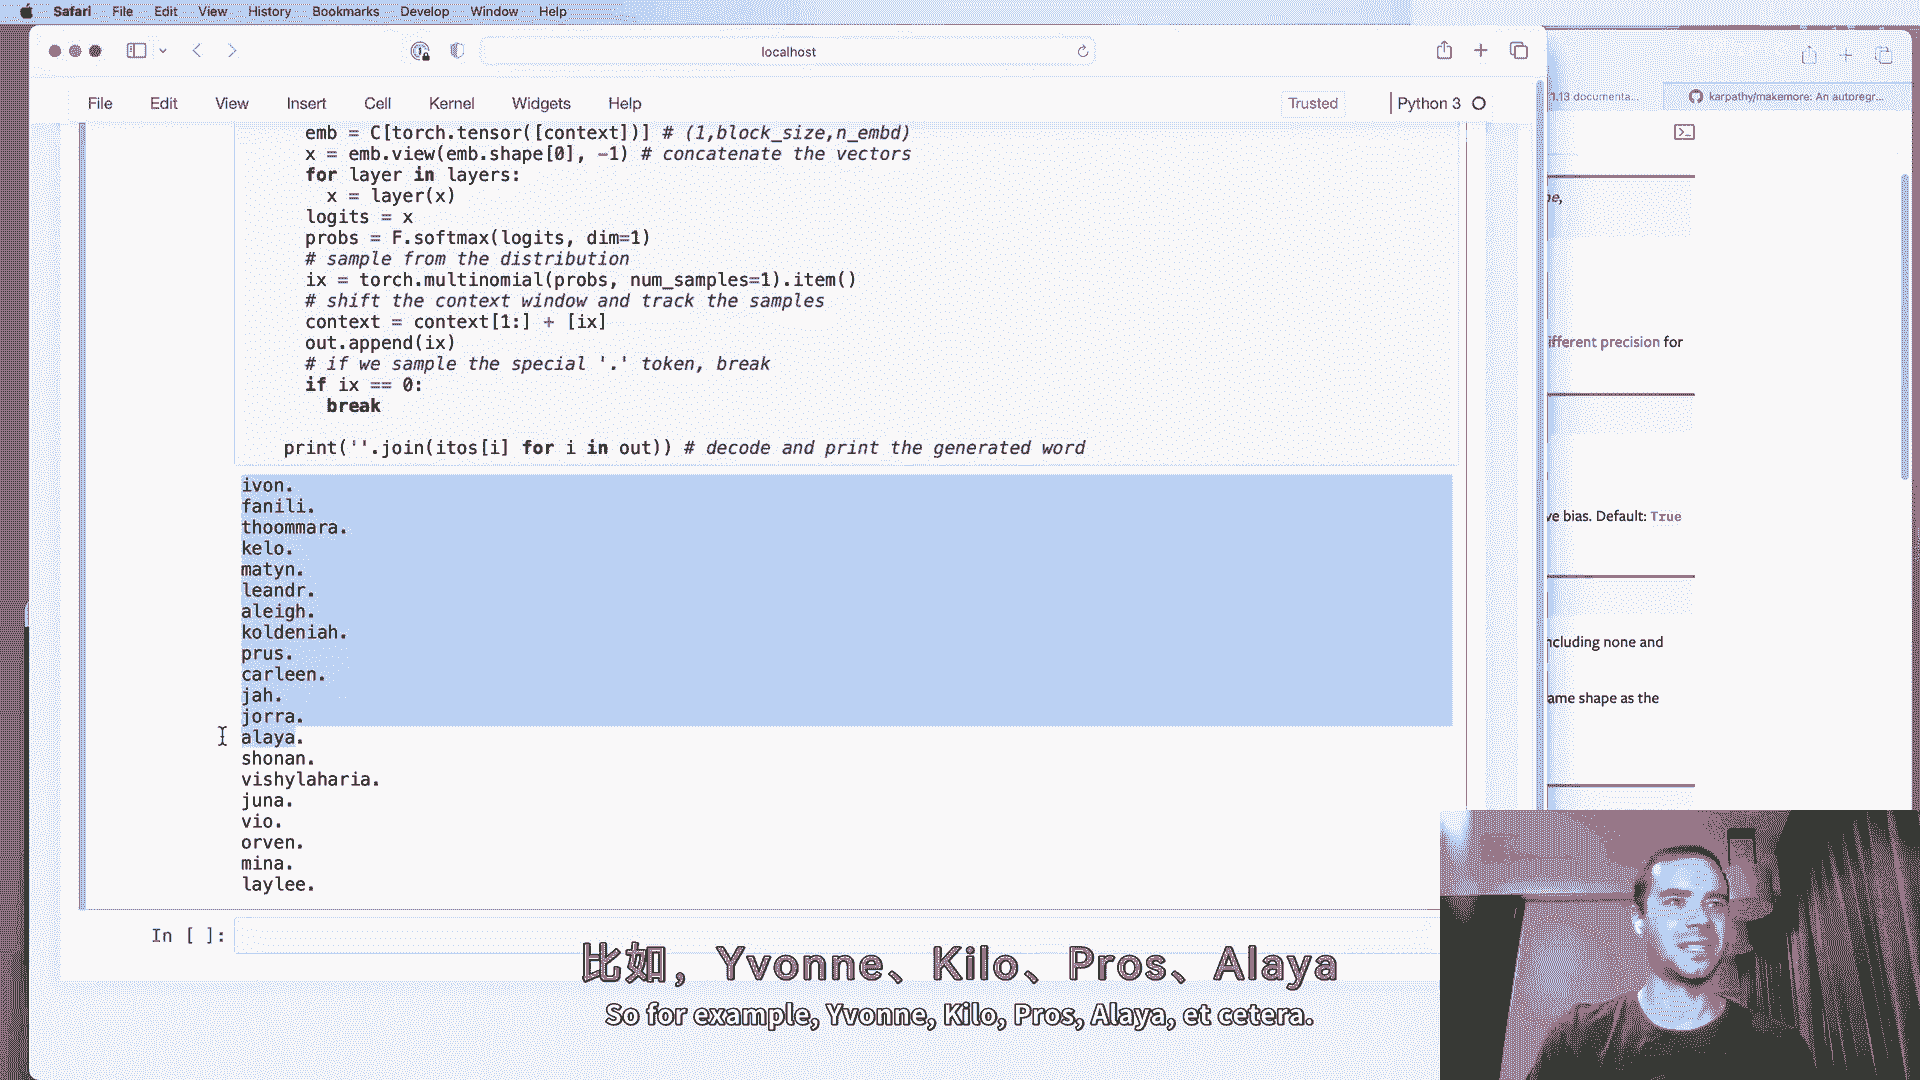 Safari File Edit View History Bookmarks Develop Window Help
localhost
File Edit View Insert Cell Kernel Widgets Help
Trusted
Python 3
1.13 documenta...
karpathy/makemore: An autoregr...
emb = C[torch.tensor([context])] # (1,block_size,n_embd)
x = emb.view(emb.shape[0], -1) # concatenate the vectors
for layer in layers:
x = layer(x)
logits = x
probs = F.softmax(logits, dim=1)
# sample from the distribution
ix = torch.multinomial(probs, num_samples=1).item()
# shift the context window and track the samples
context = context[1:] + [ix]
out.append(ix)
# if we sample the special '.' token, break
if ix == 0:
break
print(''.join(itos[i] for i in out)) # decode and print the generated word
ivon.
fanili.
thoommara.
kelo.
matyn.
leandr.
aleigh.
koldeniah.
prus.
carleen.
jah.
jorra.
alaya.
shonan.
vishylaharia.
juna.
vio.
orven.
mina.
laylee.
In [ ]:
ifferent precision for
ve bias. Default: True
ncluding none and
ame shape as the
比如，Yvonne、Kilo、Pros、Alaya
So for example, Yvonne, Kilo, Pros, Alaya, et cetera.